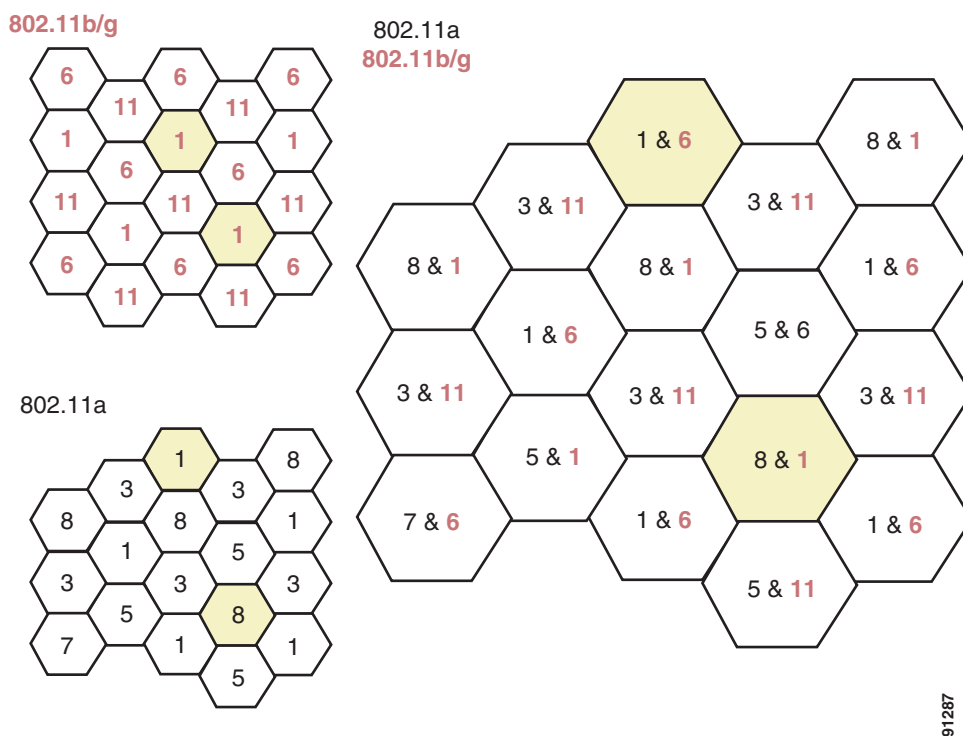 802.11b/g
6 6 6
11 11
1 1 1
6 6
11 11 11
1 1
6 6 6
11 11
802.11a
1 8
3 3
8 8 1
1 5
3 3 3
5 8
7 1 1
5
802.11a
802.11b/g
1 & 6
8 & 1
3 & 11
3 & 11
8 & 1
8 & 1
1 & 6
1 & 6
5 & 6
3 & 11
3 & 11
3 & 11
5 & 1
8 & 1
7 & 6
1 & 6
1 & 6
5 & 11
91287